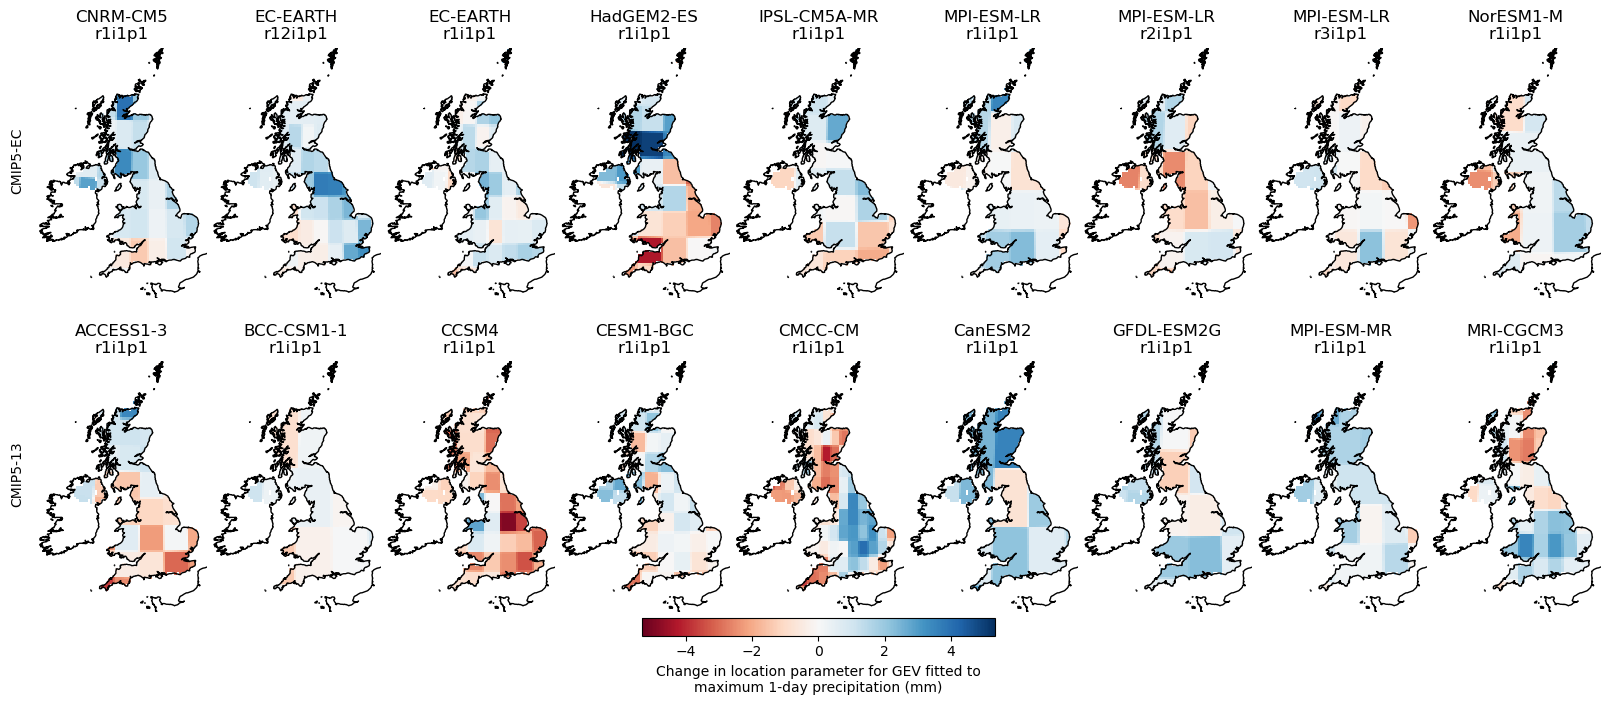 CNRM-CM5
r1i1p1
EC-EARTH
r12i1p1
EC-EARTH
r1i1p1
HadGEM2-ES
r1i1p1
IPSL-CM5A-MR
r1i1p1
MPI-ESM-LR
r1i1p1
MPI-ESM-LR
r2i1p1
MPI-ESM-LR
r3i1p1
NorESM1-M
r1i1p1
CMIP5-EC
ACCESS1-3
r1i1p1
BCC-CSM1-1
r1i1p1
CCSM4
r1i1p1
CESM1-BGC
r1i1p1
CMCC-CM
r1i1p1
CanESM2
r1i1p1
GFDL-ESM2G
r1i1p1
MPI-ESM-MR
r1i1p1
MRI-CGCM3
r1i1p1
CMIP5-13
−4 −2 0 2 4
Change in location parameter for GEV fitted to
maximum 1-day precipitation (mm)